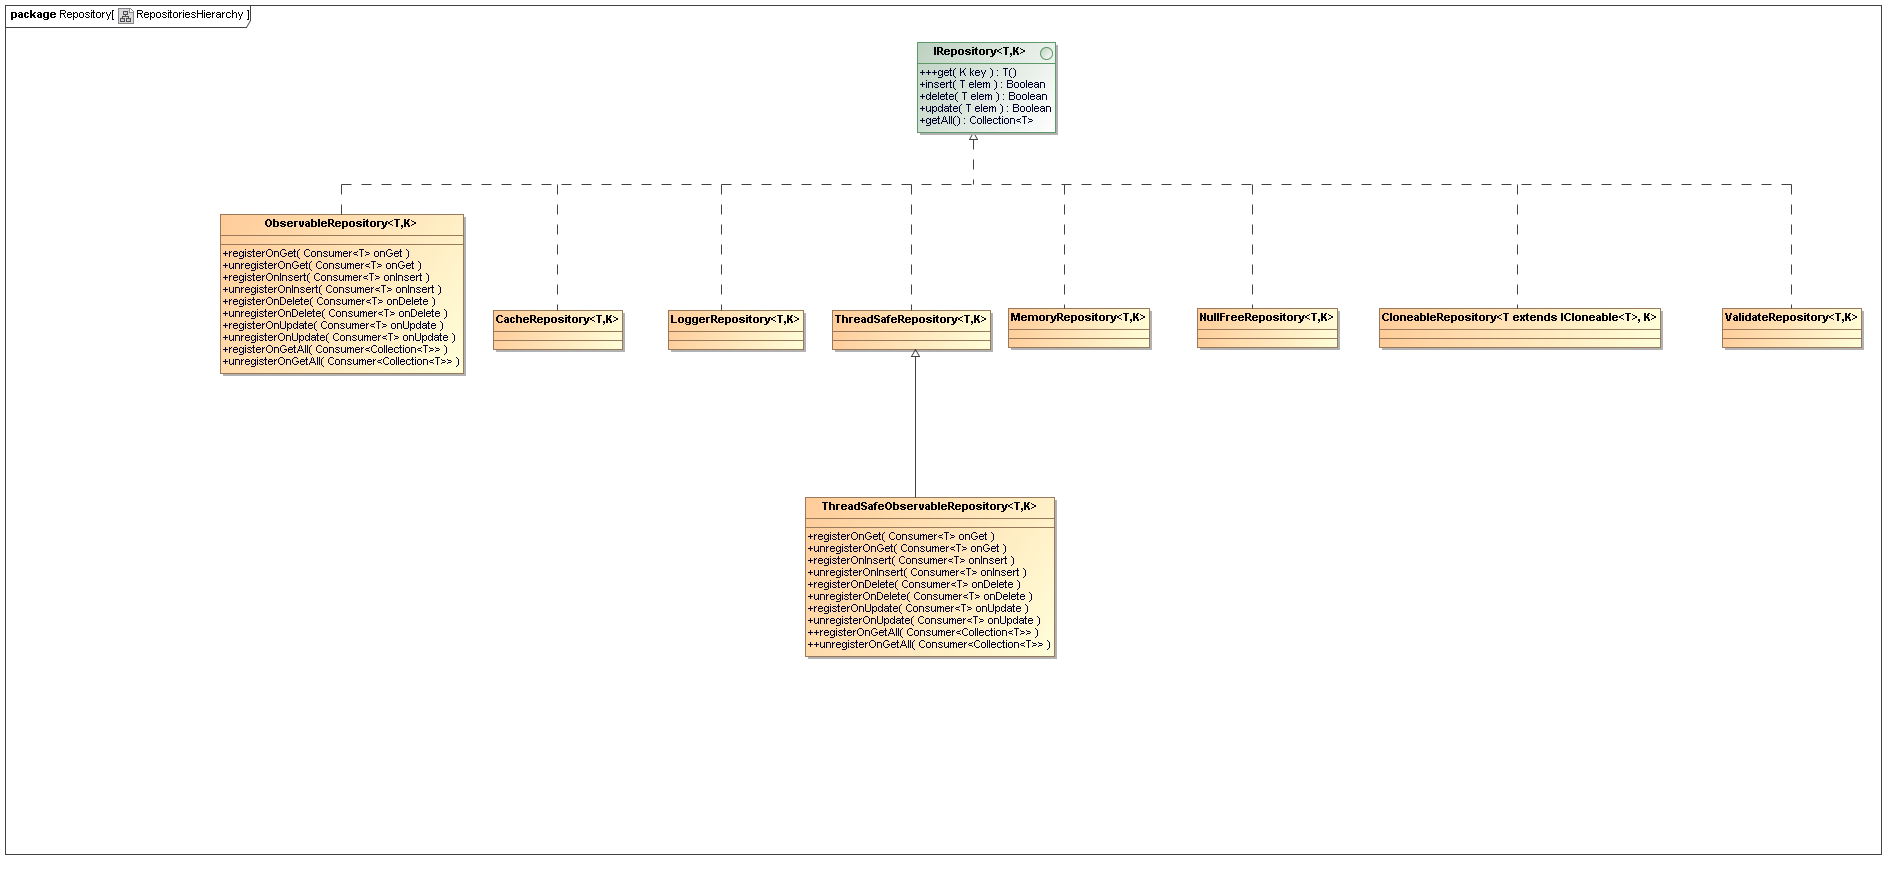 package Repository[ RepositoriesHierarchy ]
IRepository<T,K>
+++get( K key ) : T()
+insert( T elem ) : Boolean
+delete( T elem ) : Boolean
+update( T elem ) : Boolean
+getAll() : Collection<T>
ObservableRepository<T,K>
+registerOnGet( Consumer<T> onGet )
+unregisterOnGet( Consumer<T> onGet )
+registerOnInsert( Consumer<T> onInsert )
+unregisterOnInsert( Consumer<T> onInsert )
+registerOnDelete( Consumer<T> onDelete )
+unregisterOnDelete( Consumer<T> onDelete )
+registerOnUpdate( Consumer<T> onUpdate )
+unregisterOnUpdate( Consumer<T> onUpdate )
+registerOnGetAll( Consumer<Collection<T>> )
+unregisterOnGetAll( Consumer<Collection<T>> )
CacheRepository<T,K>
LoggerRepository<T,K>
ThreadSafeRepository<T,K>
MemoryRepository<T,K>
NullFreeRepository<T,K>
CloneableRepository<T extends ICloneable<T>, K>
ValidateRepository<T,K>
ThreadSafeObservableRepository<T,K>
+registerOnGet( Consumer<T> onGet )
+unregisterOnGet( Consumer<T> onGet )
+registerOnInsert( Consumer<T> onInsert )
+unregisterOnInsert( Consumer<T> onInsert )
+registerOnDelete( Consumer<T> onDelete )
+unregisterOnDelete( Consumer<T> onDelete )
+registerOnUpdate( Consumer<T> onUpdate )
+unregisterOnUpdate( Consumer<T> onUpdate )
++registerOnGetAll( Consumer<Collection<T>> )
++unregisterOnGetAll( Consumer<Collection<T>> )